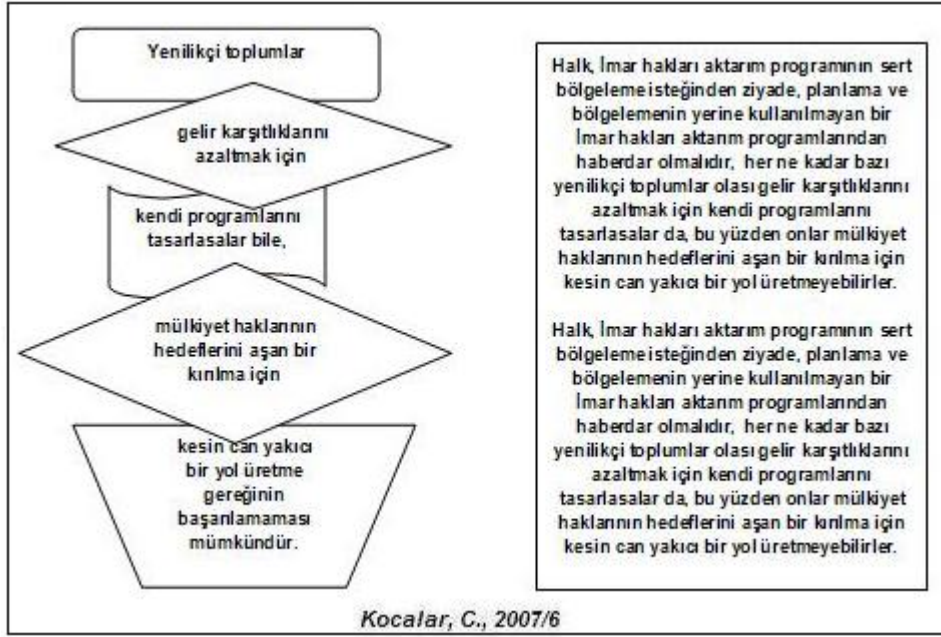 Yenilikçi toplumlar
gelir karşıtlıklarını
azaltmak için
kendi programlarını
tasarlasalar bile,
mülkiyet haklarının
hedeflerini aşan bir
kırılma için
kesin can yakıcı
bir yol üretme
gereğinin
başarılamaması
mümkündür.
Halk, İmar hakları aktarım programının sert
bölgeleme isteğinden ziyade, planlama ve
bölgelemenin yerine kullanılmayan bir
İmar hakları aktarım programlarından
haberdar olmalıdır, her ne kadar bazı
yenilikçi toplumlar olası gelir karşıtlıklarını
azaltmak için kendi programlarını
tasarlasalar da, bu yüzden onlar mülkiyet
haklarının hedeflerini aşan bir kırılma için
kesin can yakıcı bir yol üretmeyebilirler.
Halk, İmar hakları aktarım programının sert
bölgeleme isteğinden ziyade, planlama ve
bölgelemenin yerine kullanılmayan bir
İmar hakları aktarım programlarından
haberdar olmalıdır, her ne kadar bazı
yenilikçi toplumlar olası gelir karşıtlıklarını
azaltmak için kendi programlarını
tasarlasalar da, bu yüzden onlar mülkiyet
haklarının hedeflerini aşan bir kırılma için
kesin can yakıcı bir yol üretmeyebilirler.
Kocalar, C., 2007/6